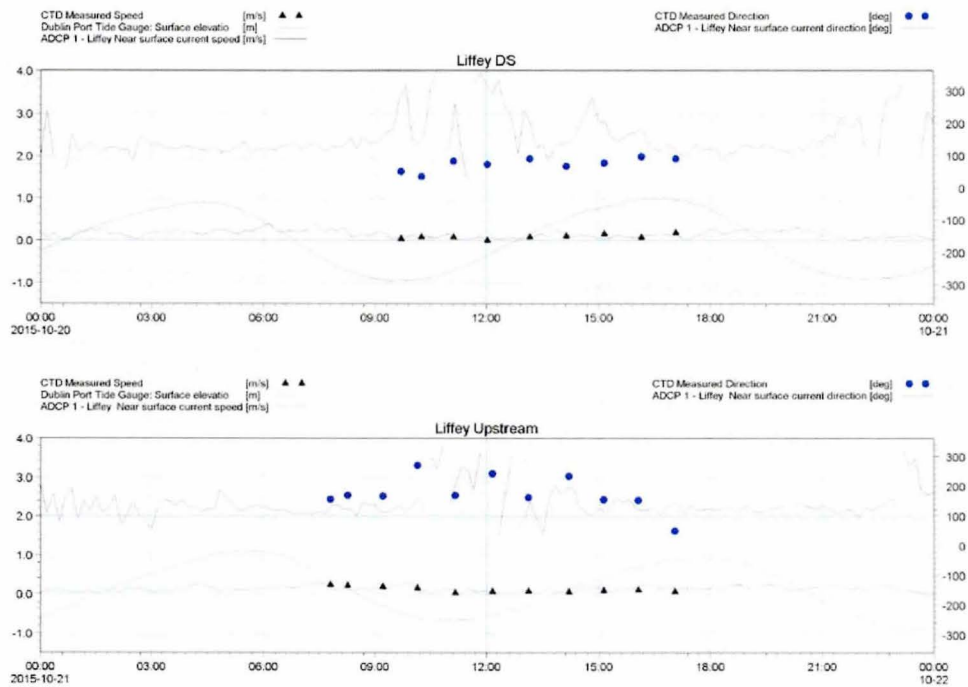 CTD Measured Speed [m/s] CTD Measured Direction [deg]
Dublin Port Tide Gauge: Surface elevatio [m] ADCP 1 - Liffey Near surface current direction [deg]
ADCP 1 - Liffey Near surface current speed [m/s]
Liffey DS
4.0
3.0
2.0
1.0
0.0
-1.0
300
200
100
0
-100
-200
-300
00:00 03:00 06:00 09:00 12:00 15:00 18:00 21:00 00:00
2015-10-20 10-21
CTD Measured Speed [m/s] CTD Measured Direction [deg]
Dublin Port Tide Gauge: Surface elevatio [m] ADCP 1 - Liffey Near surface current direction [deg]
ADCP 1 - Liffey Near surface current speed [m/s]
Liffey Upstream
4.0
3.0
2.0
1.0
0.0
-1.0
300
200
100
0
-100
-200
-300
00:00 03:00 06:00 09:00 12:00 15:00 18:00 21:00 00:00
2015-10-21 10-22